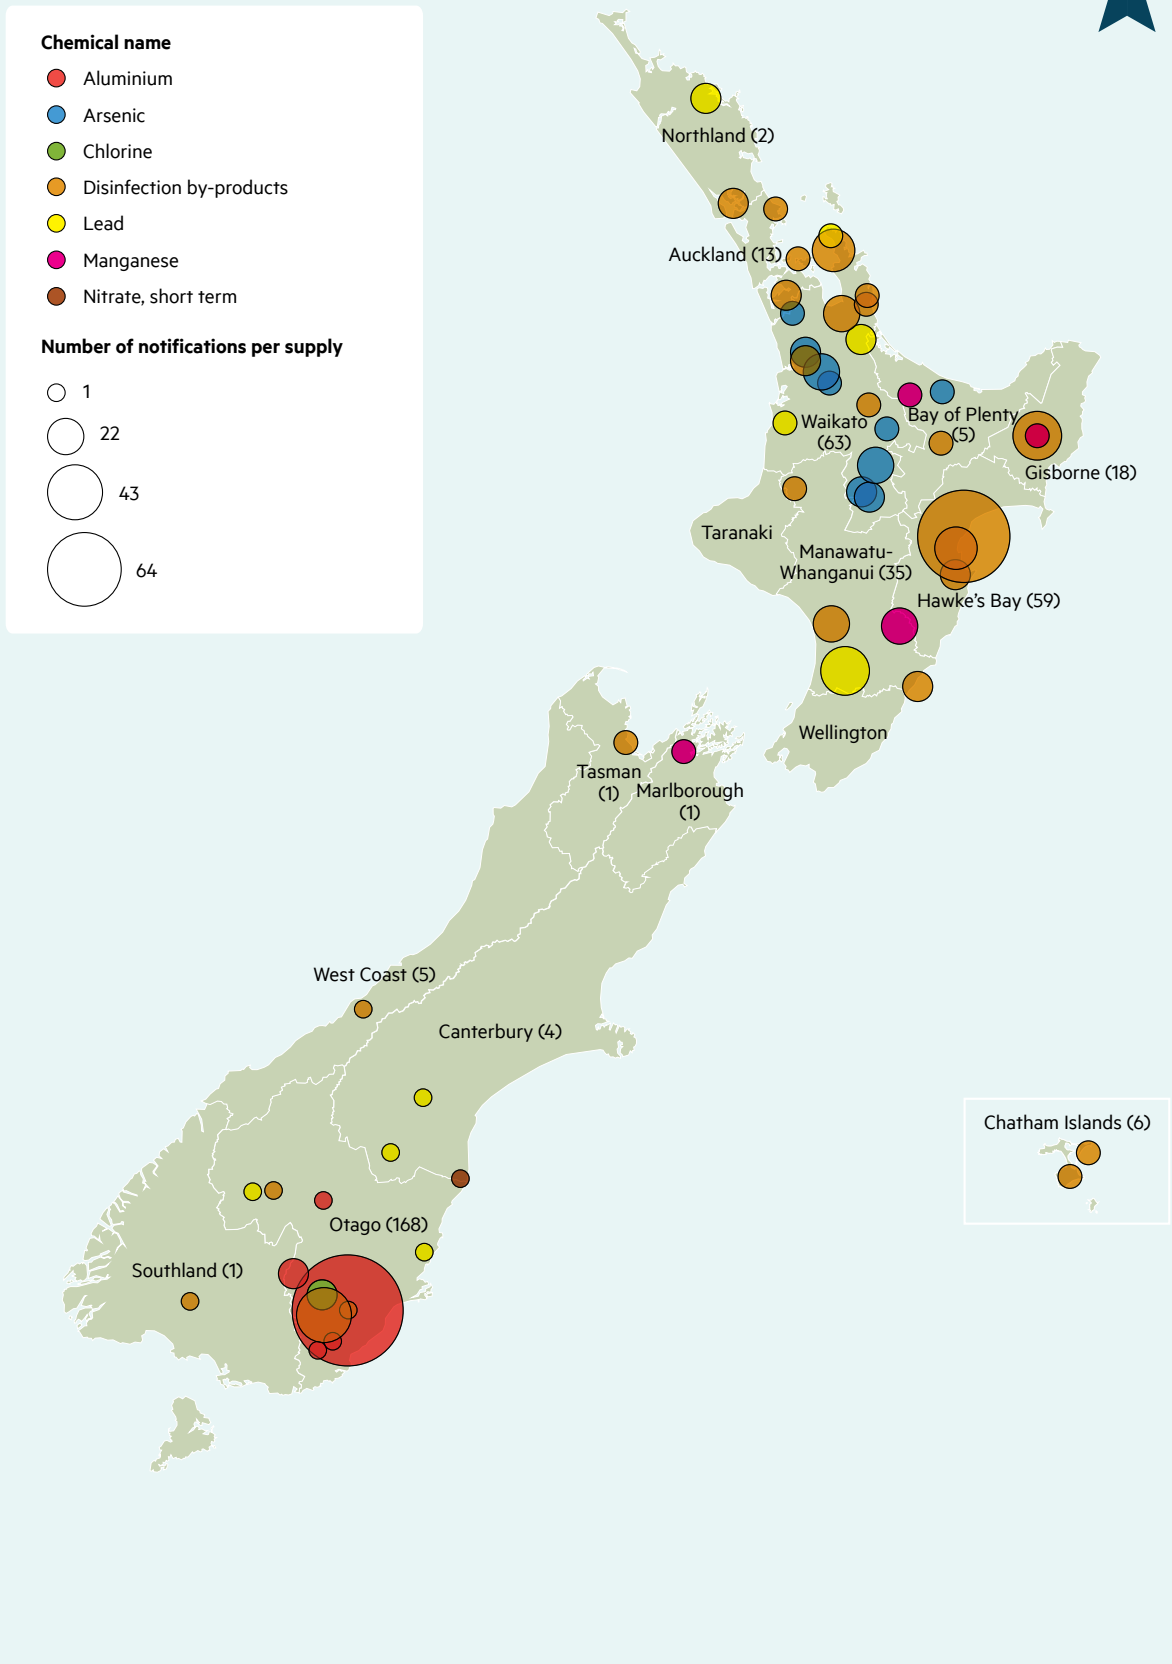 Chemical name
Aluminium
Arsenic
Chlorine
Disinfection by-products
Lead
Manganese
Nitrate, short term
Number of notifications per supply
1
22
43
64
Northland (2)
Auckland (13)
Waikato
(63)
Bay of Plenty
(5)
Gisborne (18)
Taranaki
Manawatu-
Whanganui (35)
Hawke's Bay (59)
Wellington
Tasman
(1)
Marlborough
(1)
West Coast (5)
Canterbury (4)
Chatham Islands (6)
Otago (168)
Southland (1)